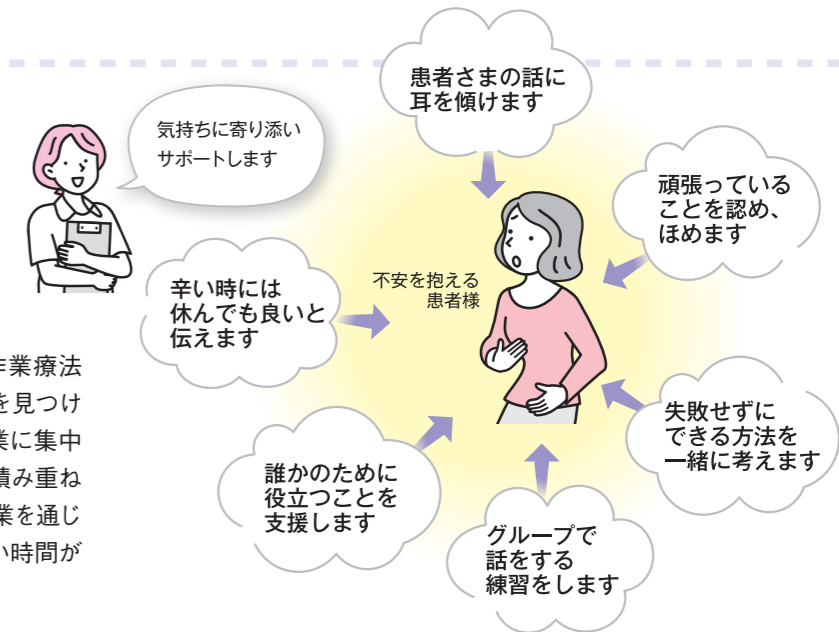 患者さまの話に
耳を傾けます
気持ちに寄り添い
サポートします
頑張っている
ことを認め、
ほめます
不安を抱える
患者様
辛い時には
休んでも良いと
伝えます
失敗せずに
できる方法を
一緒に考えます
誰かのために
役立つことを
支援します
グループで
話をする
練習をします
作業療法
を見つけ
業に集中
積み重ね
業を通じ
い時間が